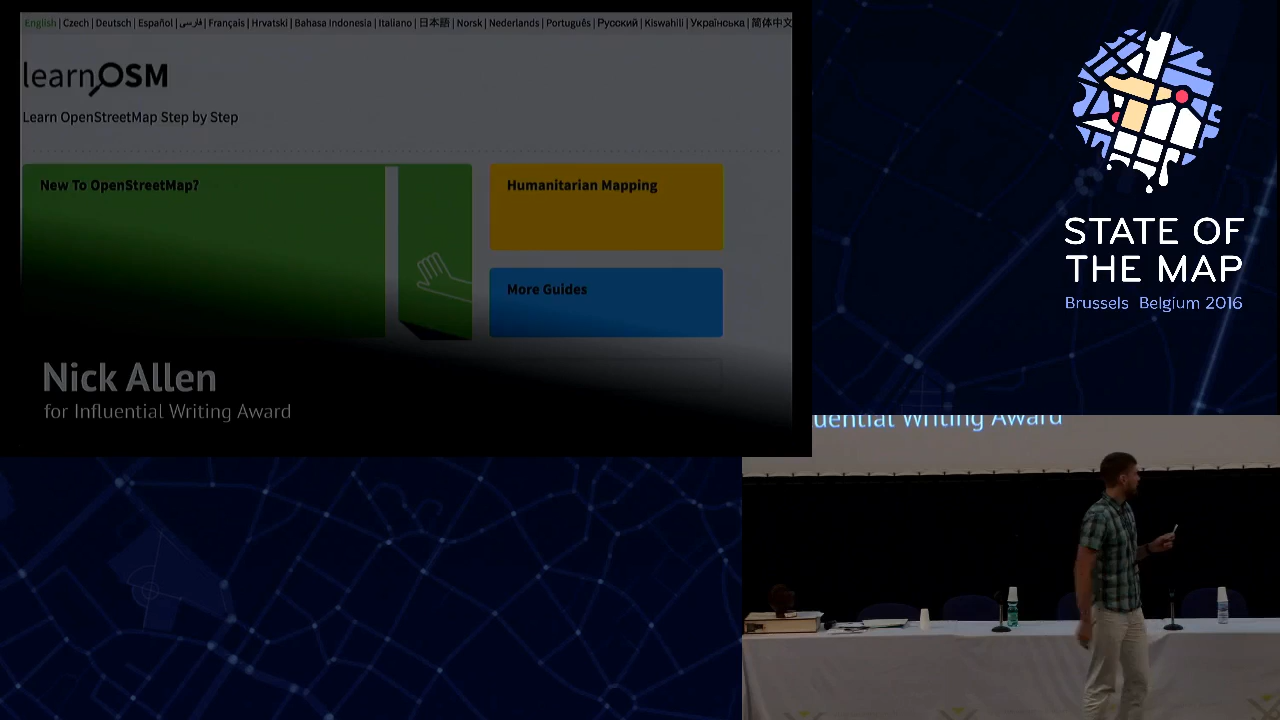 English | Czech | Deutsch | Español | فارسی | Français | Hrvatski | Bahasa Indonesia | Italiano | 日本語 | Norsk | Nederlands | Português | Русский | Kiswahili | Українська | 简体中文
learnOSM
Learn OpenStreetMap Step by Step
New To OpenStreetMap?
Humanitarian Mapping
More Guides
Nick Allen
for Influential Writing Award
STATE OF
THE MAP
Brussels Belgium 2016
uential Writing Award